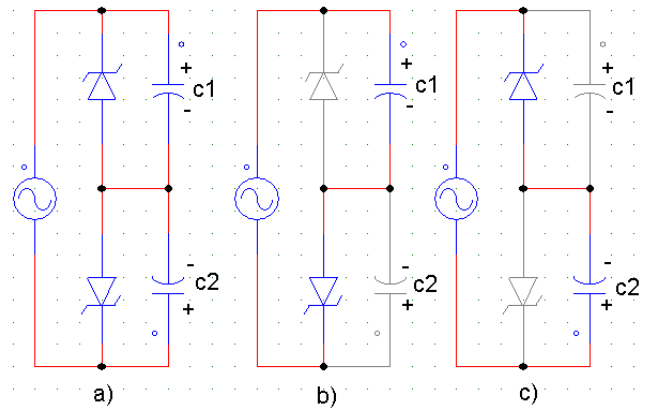 + c1 -
- c2 +
a)
+ c1 -
- c2 +
b)
+ c1 -
- c2 +
c)